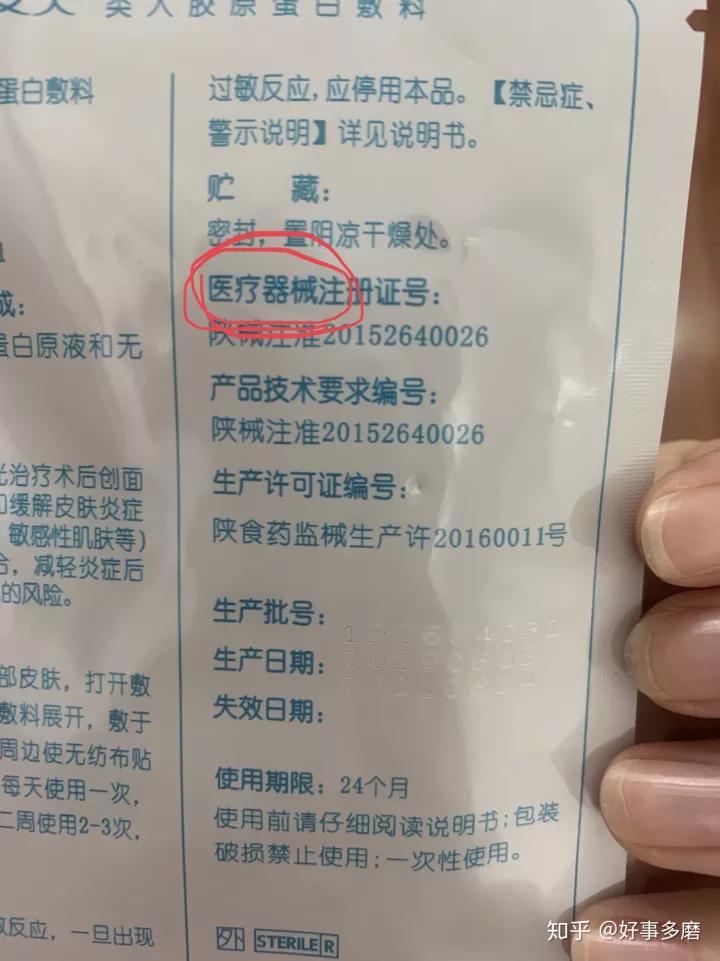 类人胶原蛋白敷料
蛋白敷料
成:
蛋白原液和无
光治疗术后创面
和缓解皮肤炎症
敏感性肌肤等)
合，减轻炎症后
的风险。
部皮肤，打开敷
敷料展开，敷于
周边使无纺布贴
每天使用一次，
二周使用2-3次，
敏反应，一旦出现
过敏反应，应停用本品。【禁忌症、
警示说明】详见说明书。
贮 藏:
密封，置阴凉干燥处。
医疗器械注册证号:
陕械注准20152640026
产品技术要求编号:
陕械注准20152640026
生产许可证编号:
陕食药监械生产许20160011号
生产批号:
生产日期:
失效日期:
使用期限: 24个月
使用前请仔细阅读说明书;包装
破损禁止使用;一次性使用。
外 STERILE R
知乎 @好事多磨